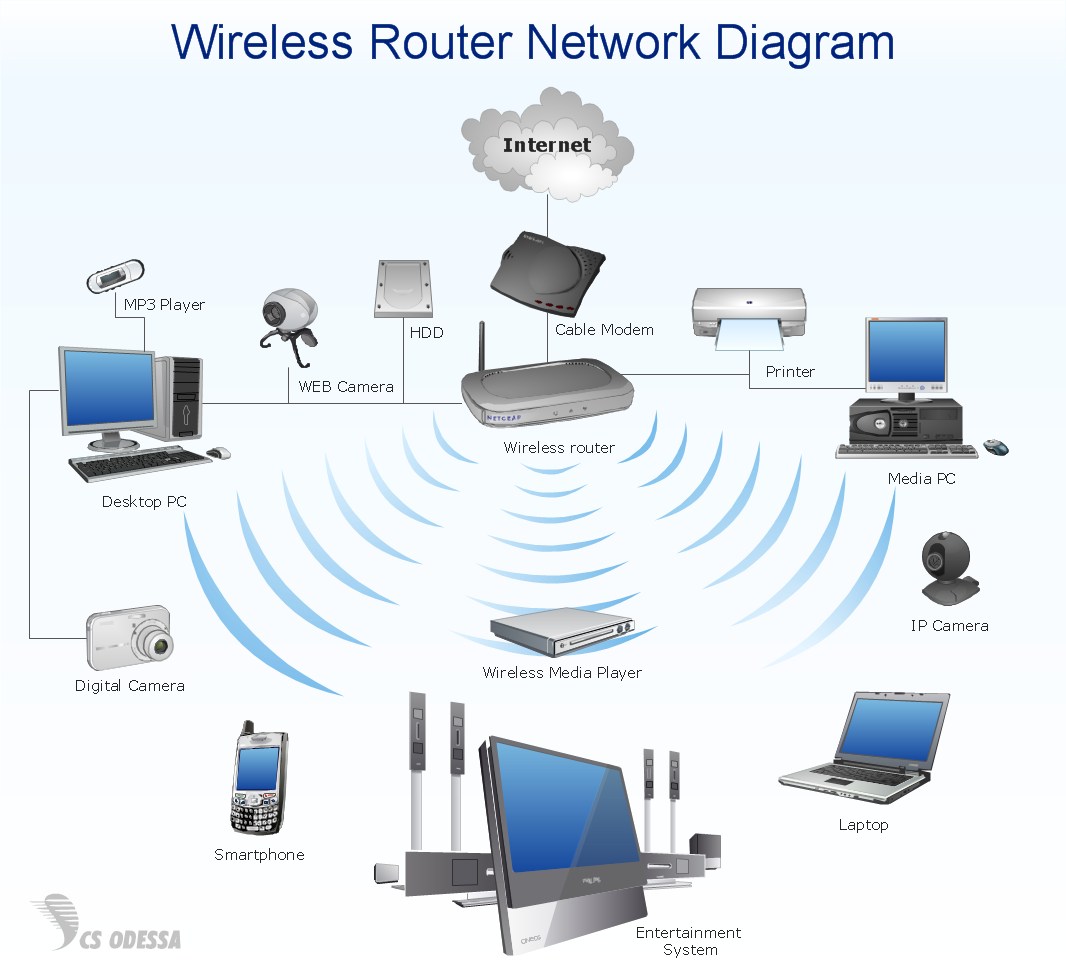 Wireless Router Network Diagram
Internet
MP3 Player
HDD
Cable Modem
WEB Camera
Printer
NETGEAR
Wireless router
Desktop PC
Media PC
IP Camera
Wireless Media Player
Digital Camera
Laptop
Smartphone
Entertainment
System
CS ODESSA